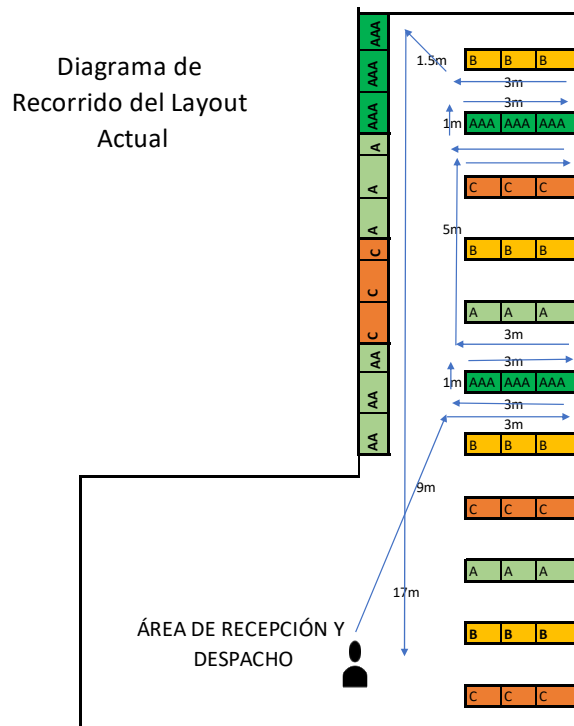 Diagrama de
Recorrido del Layout
Actual
AAA
AAA
AAA
A
A
A
C
C
C
AA
AA
AA
1.5m
B B B
3m
3m
1m
AAA AAA AAA
C C C
5m
B B B
A A A
3m
3m
1m
AAA AAA AAA
3m
3m
B B B
9m
C C C
17m
A A A
ÁREA DE RECEPCIÓN Y
DESPACHO
B B B
C C C